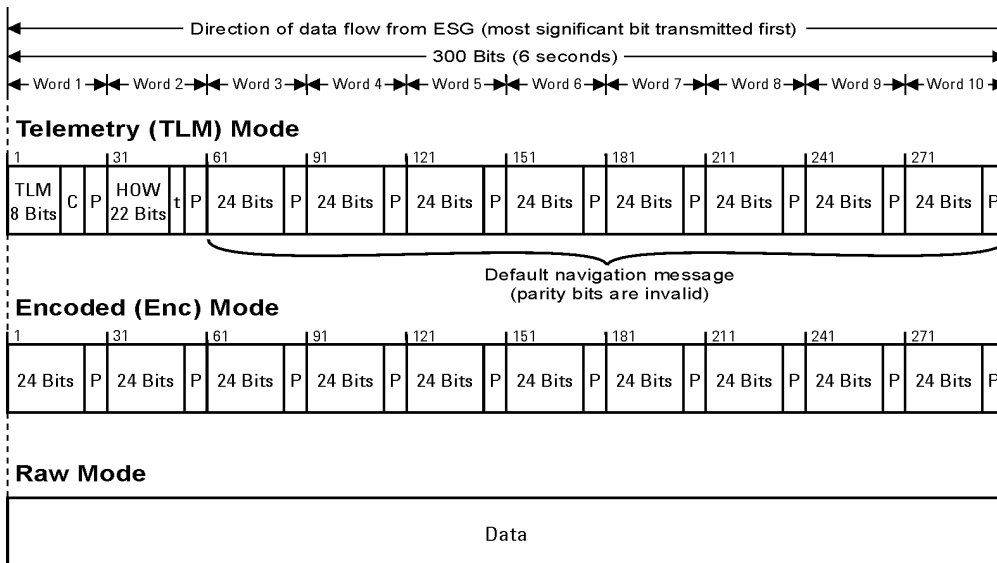 Direction of data flow from ESG (most significant bit transmitted first)
300 Bits (6 seconds)
Word 1 Word 2 Word 3 Word 4 Word 5 Word 6 Word 7 Word 8 Word 9 Word 10
Telemetry (TLM) Mode
1 31 61 91 121 151 181 211 241 271
TLM 8 Bits C P HOW 22 Bits t P 24 Bits P 24 Bits P 24 Bits P 24 Bits P 24 Bits P 24 Bits P 24 Bits P 24 Bits P
Default navigation message
(parity bits are invalid)
Encoded (Enc) Mode
1 31 61 91 121 151 181 211 241 271
24 Bits P 24 Bits P 24 Bits P 24 Bits P 24 Bits P 24 Bits P 24 Bits P 24 Bits P 24 Bits P 24 Bits P
Raw Mode
Data